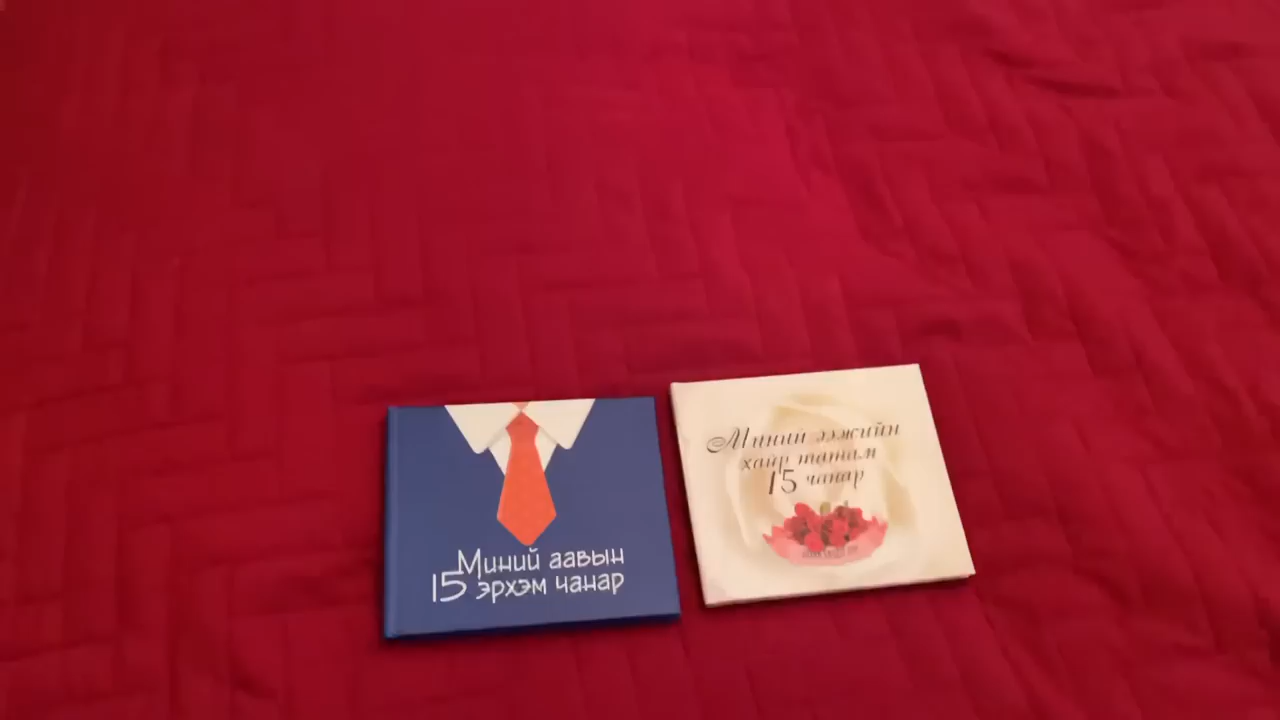 Миний аавын
15 эрхэм чанар
Миний ээжийн
хайр татам
15 чанар